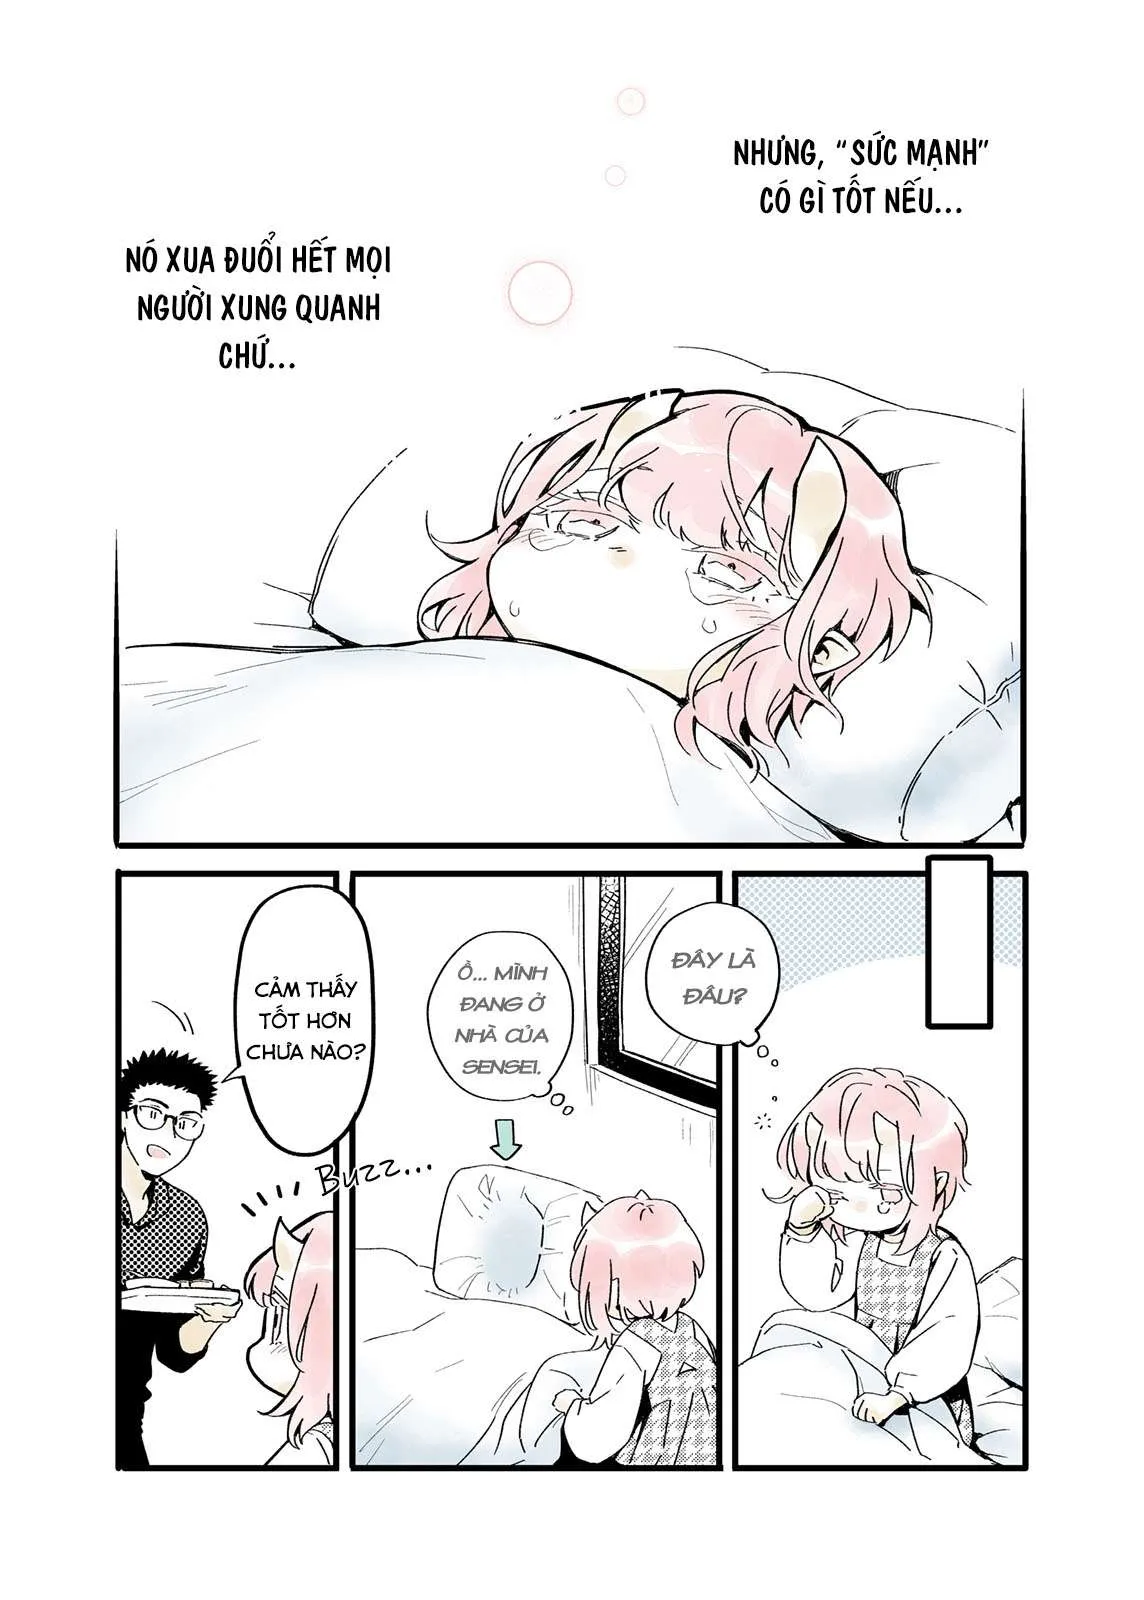 NHƯNG, “SỨC MẠNH”
CÓ GÌ TỐT NẾU...
NÓ XUA ĐUỔI HẾT MỌI
NGƯỜI XUNG QUANH
CHỨ...
ĐÂY LÀ
ĐÂU?
Ồ... MÌNH
ĐANG Ở
NHÀ CỦA
SENSEI.
CẢM THẤY
TỐT HƠN
CHƯA NÀO?
Buzz...